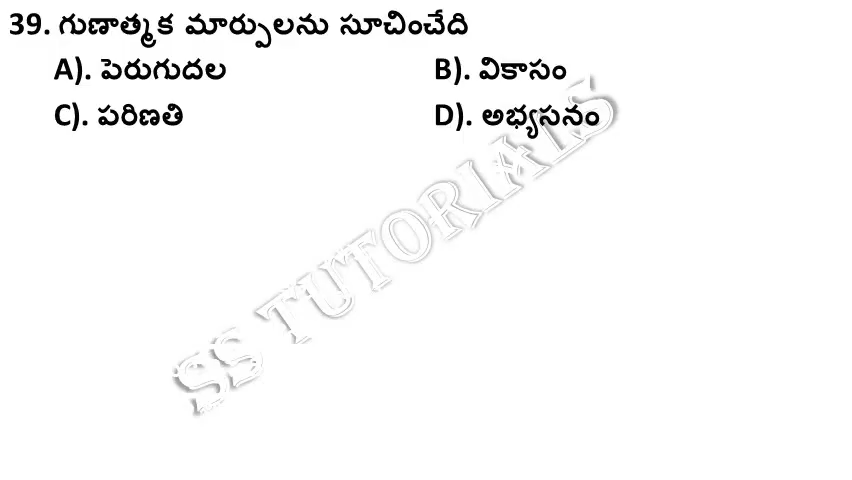 39. గుణాత్మక మార్పులను సూచించేది
A). పెరుగుదల B). వికాసం
C). పరిణతి D). అభ్యసనం
SS TUTORIALS